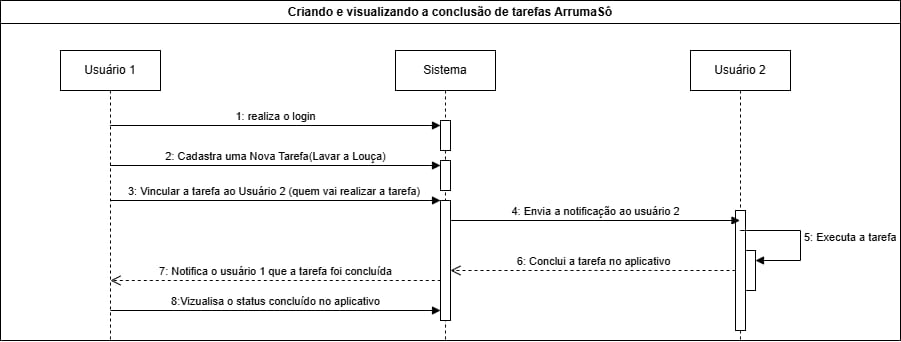 Criando e visualizando a conclusão de tarefas ArrumaSô
Usuário 1
Sistema
Usuário 2
1: realiza o login
2: Cadastra uma Nova Tarefa(Lavar a Louça)
3: Vincular a tarefa ao Usuário 2 (quem vai realizar a tarefa)
4: Envia a notificação ao usuário 2
5: Executa a tarefa
6: Conclui a tarefa no aplicativo
7: Notifica o usuário 1 que a tarefa foi concluída
8:Vizualisa o status concluído no aplicativo